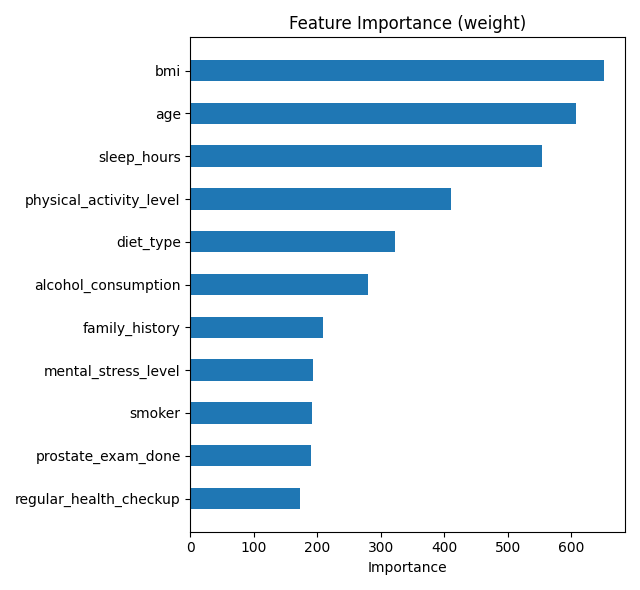 Feature Importance (weight)
bmi
age
sleep_hours
physical_activity_level
diet_type
alcohol_consumption
family_history
mental_stress_level
smoker
prostate_exam_done
regular_health_checkup
0 100 200 300 400 500 600
Importance